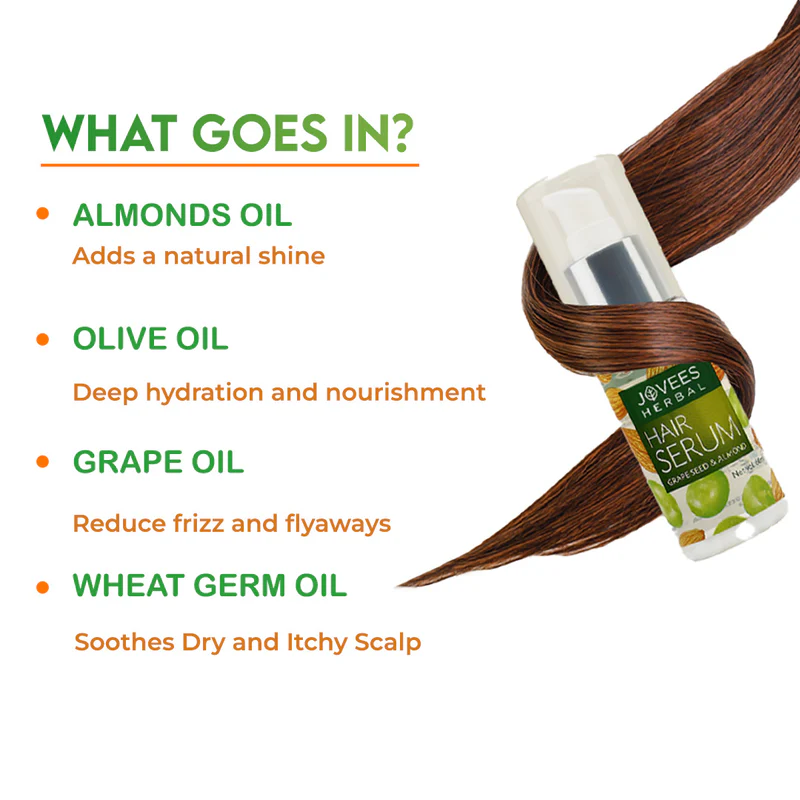 WHAT GOES IN?
ALMONDS OIL
Adds a natural shine
OLIVE OIL
Deep hydration and nourishment
GRAPE OIL
Reduce frizz and flyaways
WHEAT GERM OIL
Soothes Dry and Itchy Scalp
JOVEES
HERBAL
HAIR
SERUM
GRAPE SEED & ALMOND